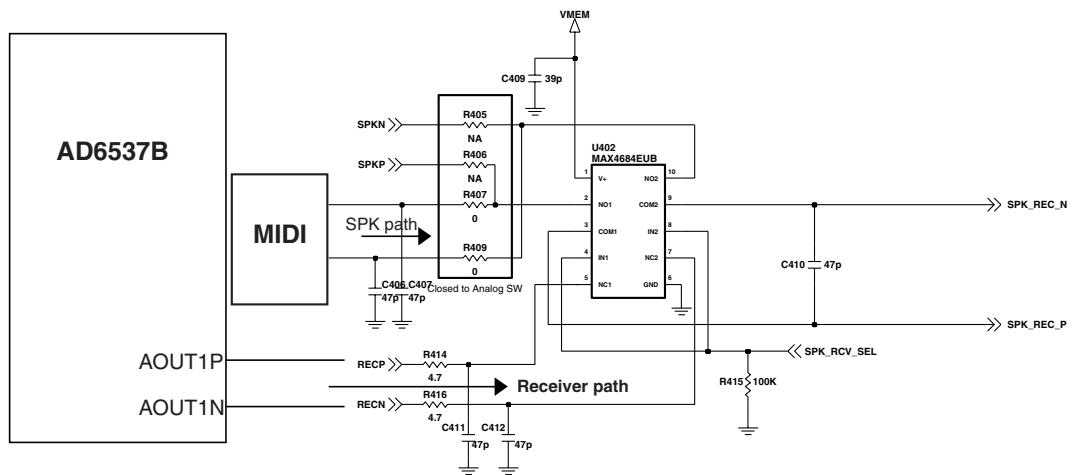 VMEM
C409 39p
R405
SPKN
NA
R406
SPKP
NA
R407
0
R409
0
Closed to Analog SW
AD6537B
MIDI
SPK path
C406
47p
C407
47p
U402
MAX4684EUB
1 V+ NO2 10
2 NO1 COM2 9
3 COM1 IN2 8
4 IN1 NC2 7
5 NC1 GND 6
SPK_REC_N
C410 47p
SPK_REC_P
SPK_RCV_SEL
R415 100K
AOUT1P
RECP
R414
4.7
Receiver path
AOUT1N
RECN
R416
4.7
C411
47p
C412
47p